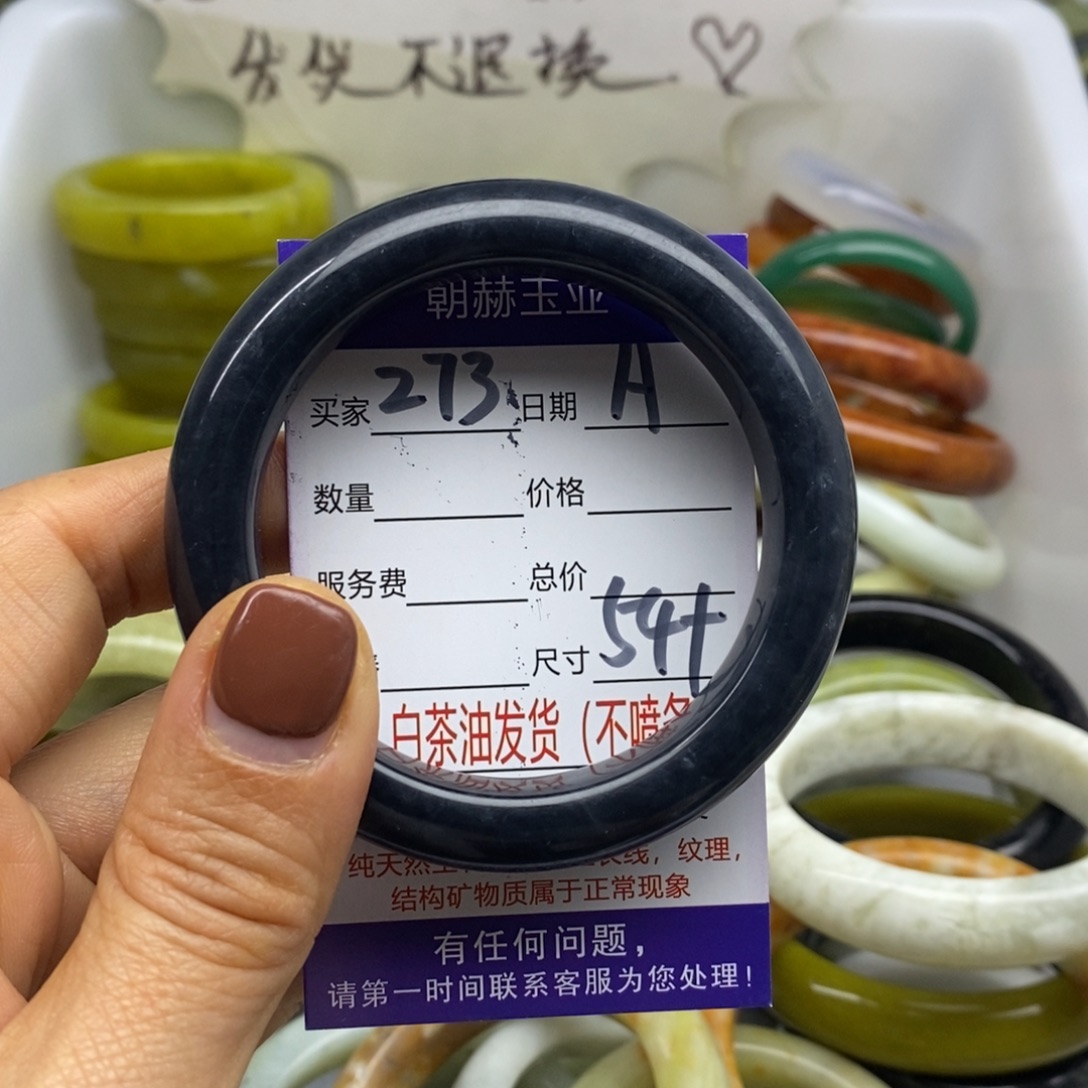 发货不退换
朝赫玉业
买家 273 日期 A
数量 价格
服务费 总价
尺寸 54+
白茶油发货（不喷
纯天然 长线，纹理，
结构矿物质属于正常现象
有任何问题，
请第一时间联系客服为您处理！